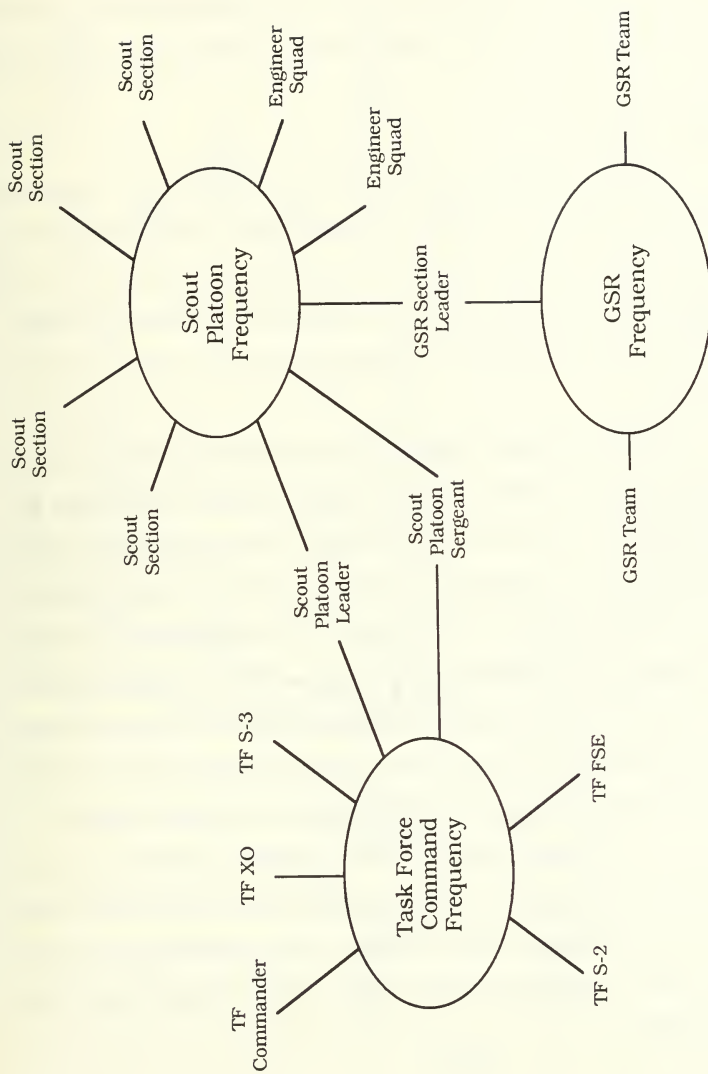 TF
Commander
TF XO
TF S-3
Task Force
Command
Frequency
TF S-2
TF FSE
Scout
Platoon
Leader
Scout
Platoon
Sergeant
Scout
Section
Scout
Section
Scout
Section
Scout
Section
Engineer
Squad
Engineer
Squad
Scout
Platoon
Frequency
GSR Section
Leader
GSR
Frequency
GSR Team
GSR Team